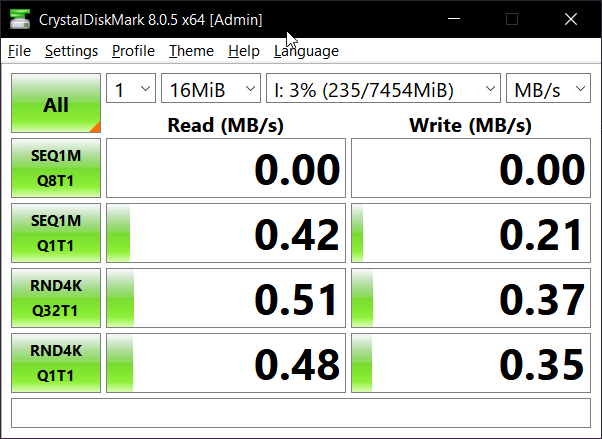 CrystalDiskMark 8.0.5 x64 [Admin]
File Settings Profile Theme Help Language
All 1 16MiB I: 3% (235/7454MiB) MB/s
Read (MB/s) Write (MB/s)
SEQ1M
Q8T1
0.00 0.00
SEQ1M
Q1T1
0.42 0.21
RND4K
Q32T1
0.51 0.37
RND4K
Q1T1
0.48 0.35